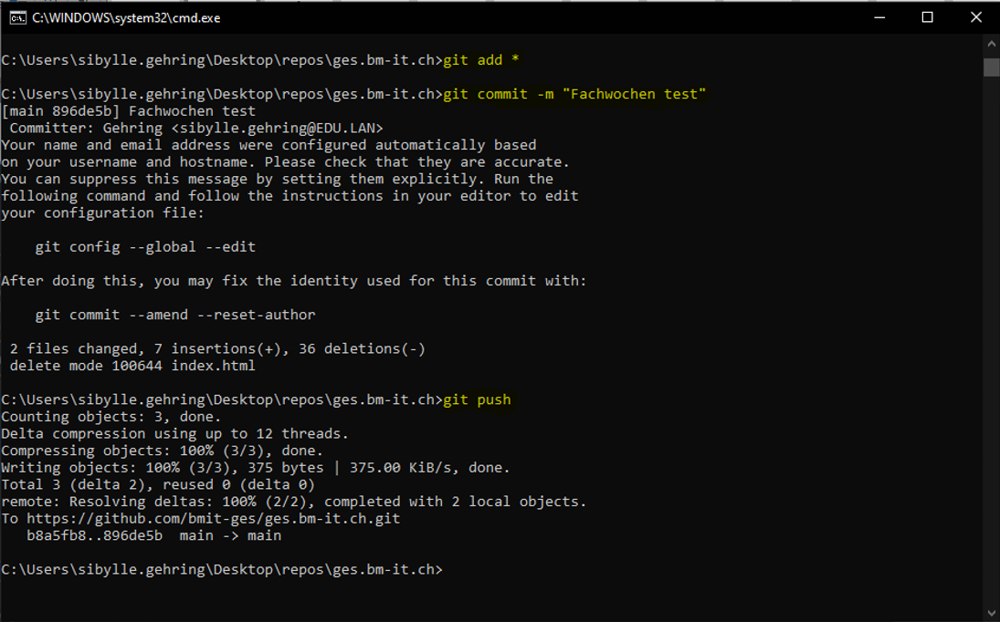 C:\WINDOWS\system32\cmd.exe
C:\Users\sibylle.gehring\Desktop\repos\ges.bm-it.ch>git add *
C:\Users\sibylle.gehring\Desktop\repos\ges.bm-it.ch>git commit -m "Fachwochen test"
[main 896de5b] Fachwochen test
 Committer: Gehring <sibylle.gehring@EDU.LAN>
Your name and email address were configured automatically based
on your username and hostname. Please check that they are accurate.
You can suppress this message by setting them explicitly. Run the
following command and follow the instructions in your editor to edit
your configuration file:
    git config --global --edit
After doing this, you may fix the identity used for this commit with:
    git commit --amend --reset-author
 2 files changed, 7 insertions(+), 36 deletions(-)
 delete mode 100644 index.html
C:\Users\sibylle.gehring\Desktop\repos\ges.bm-it.ch>git push
Counting objects: 3, done.
Delta compression using up to 12 threads.
Compressing objects: 100% (3/3), done.
Writing objects: 100% (3/3), 375 bytes | 375.00 KiB/s, done.
Total 3 (delta 2), reused 0 (delta 0)
remote: Resolving deltas: 100% (2/2), completed with 2 local objects.
To https://github.com/bmit-ges/ges.bm-it.ch.git
   b8a5fb8..896de5b  main -> main
C:\Users\sibylle.gehring\Desktop\repos\ges.bm-it.ch>